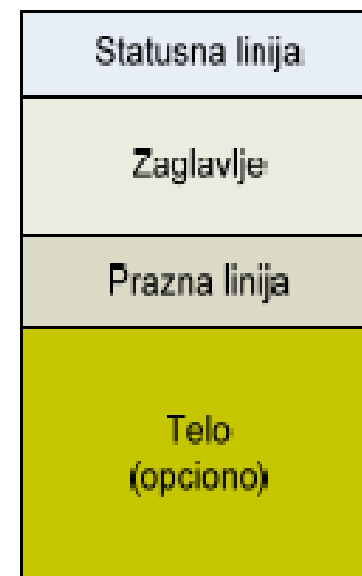 Statusna linija
Zaglavlje
Prazna linija
Telo
(opciono)